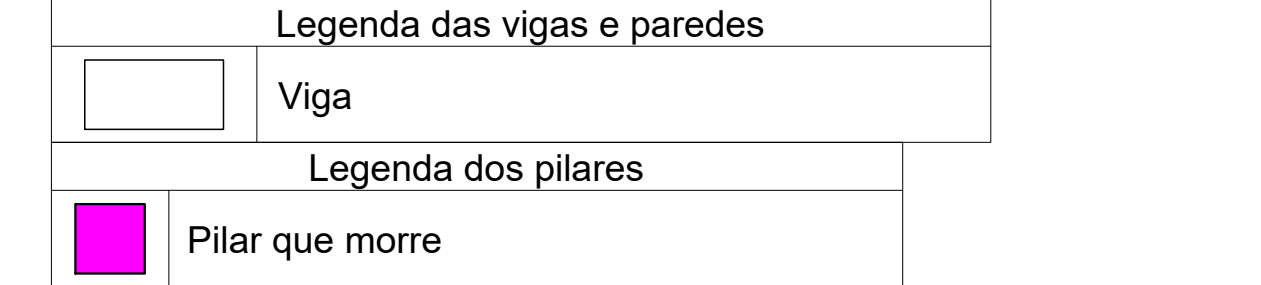 Legenda das vigas e paredes
Viga
Legenda dos pilares
Pilar que morre